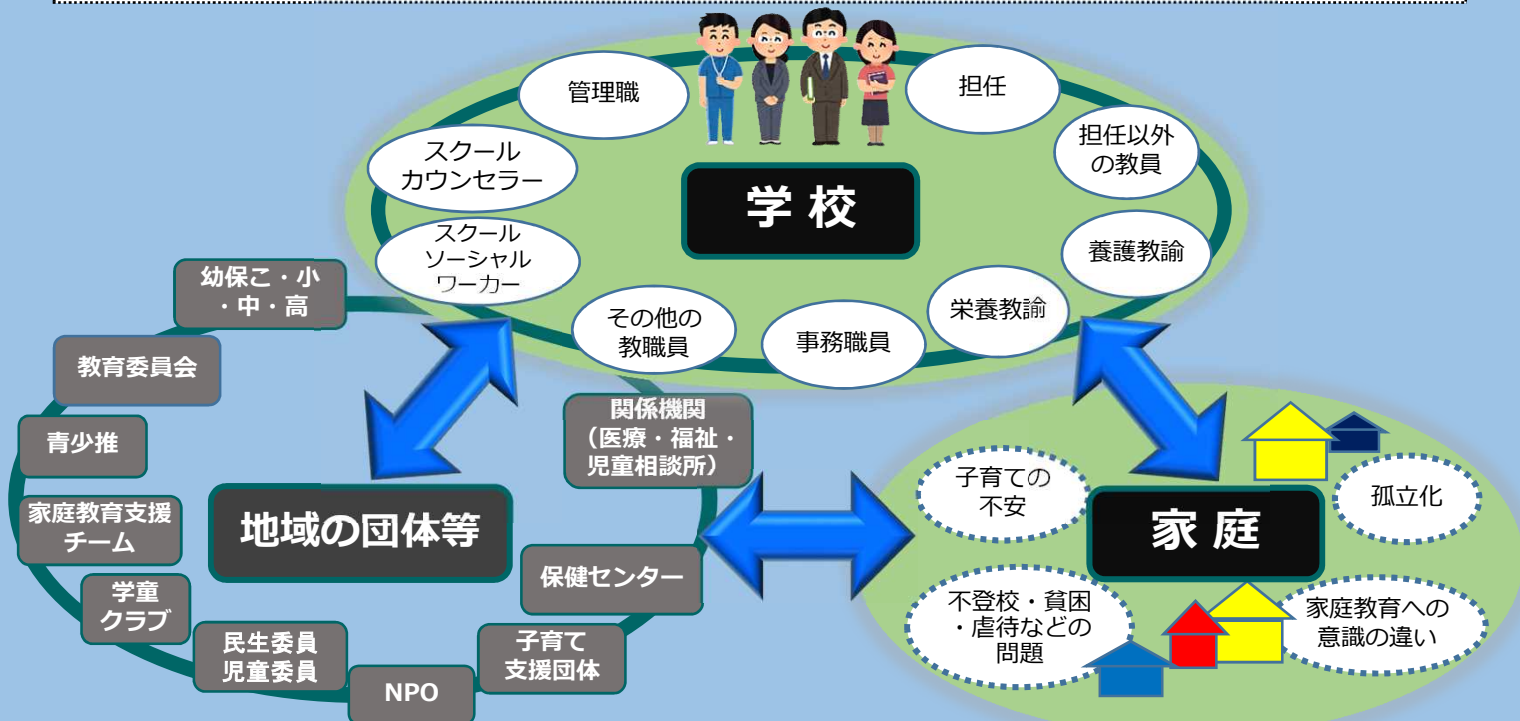 管理職
担任
スクール
カウンセラー
担任以外
の教員
学校
スクール
ソーシャル
ワーカー
養護教諭
その他の
教職員
事務職員
栄養教諭
幼保こ・小
・中・高
教育委員会
青少推
家庭教育支援
チーム
学童
クラブ
民生委員
児童委員
NPO
子育て
支援団体
保健センター
関係機関
（医療・福祉・
児童相談所）
地域の団体等
子育ての
不安
孤立化
家庭
不登校・貧困
・虐待などの
問題
家庭教育への
意識の違い